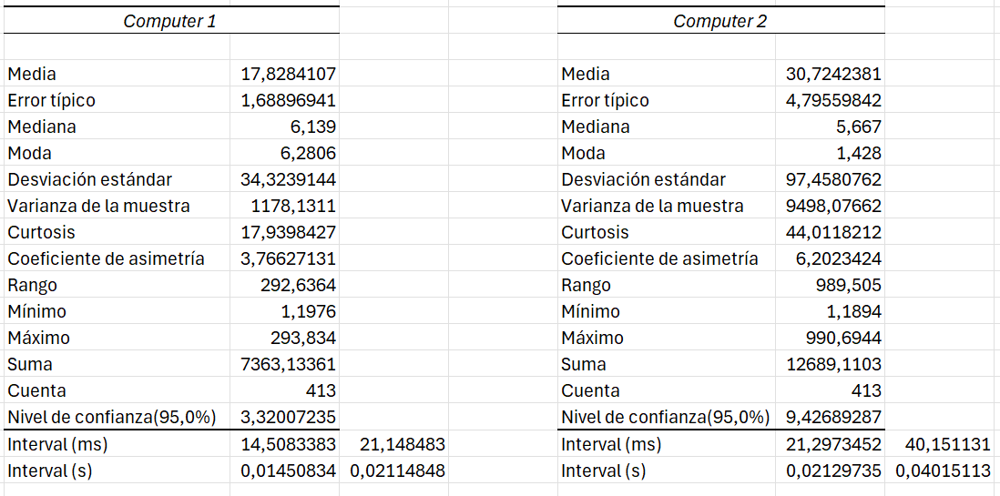 Computer 1 Computer 2
Media 17,8284107 Media 30,7242381
Error típico 1,68896941 Error típico 4,79559842
Mediana 6,139 Mediana 5,667
Moda 6,2806 Moda 1,428
Desviación estándar 34,3239144 Desviación estándar 97,4580762
Varianza de la muestra 1178,1311 Varianza de la muestra 9498,07662
Curtosis 17,9398427 Curtosis 44,0118212
Coeficiente de asimetría 3,76627131 Coeficiente de asimetría 6,2023424
Rango 292,6364 Rango 989,505
Mínimo 1,1976 Mínimo 1,1894
Máximo 293,834 Máximo 990,6944
Suma 7363,13361 Suma 12689,1103
Cuenta 413 Cuenta 413
Nivel de confianza(95,0%) 3,32007235 Nivel de confianza(95,0%) 9,42689287
Interval (ms) 14,5083383 21,148483 Interval (ms) 21,2973452 40,151131
Interval (s) 0,01450834 0,02114848 Interval (s) 0,02129735 0,04015113